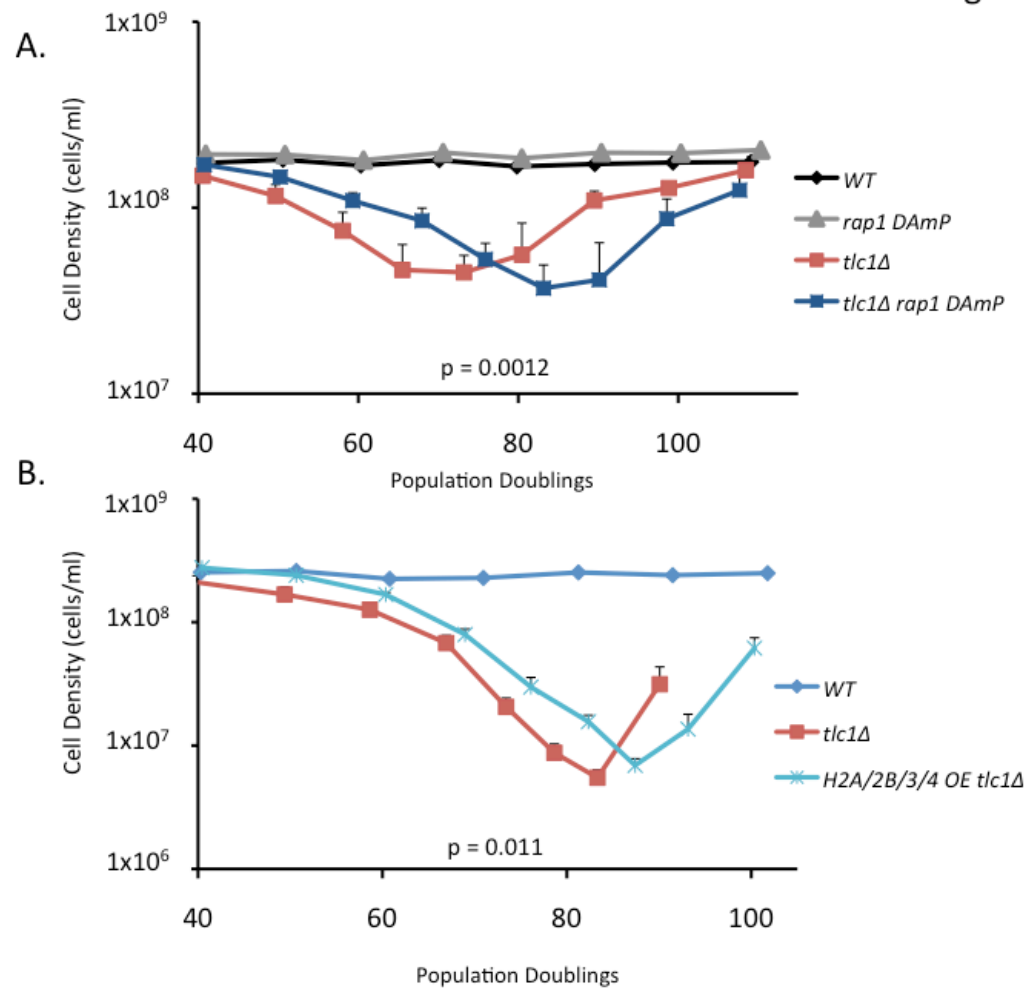 g
A.
1x10⁹
1x10⁸
1x10⁷
Cell Density (cells/ml)
WT
rap1 DAmP
tlc1Δ
tlc1Δ rap1 DAmP
p = 0.0012
40 60 80 100
Population Doublings
B.
1x10⁹
1x10⁸
1x10⁷
1x10⁶
Cell Density (cells/ml)
WT
tlc1Δ
H2A/2B/3/4 OE tlc1Δ
p = 0.011
40 60 80 100
Population Doublings